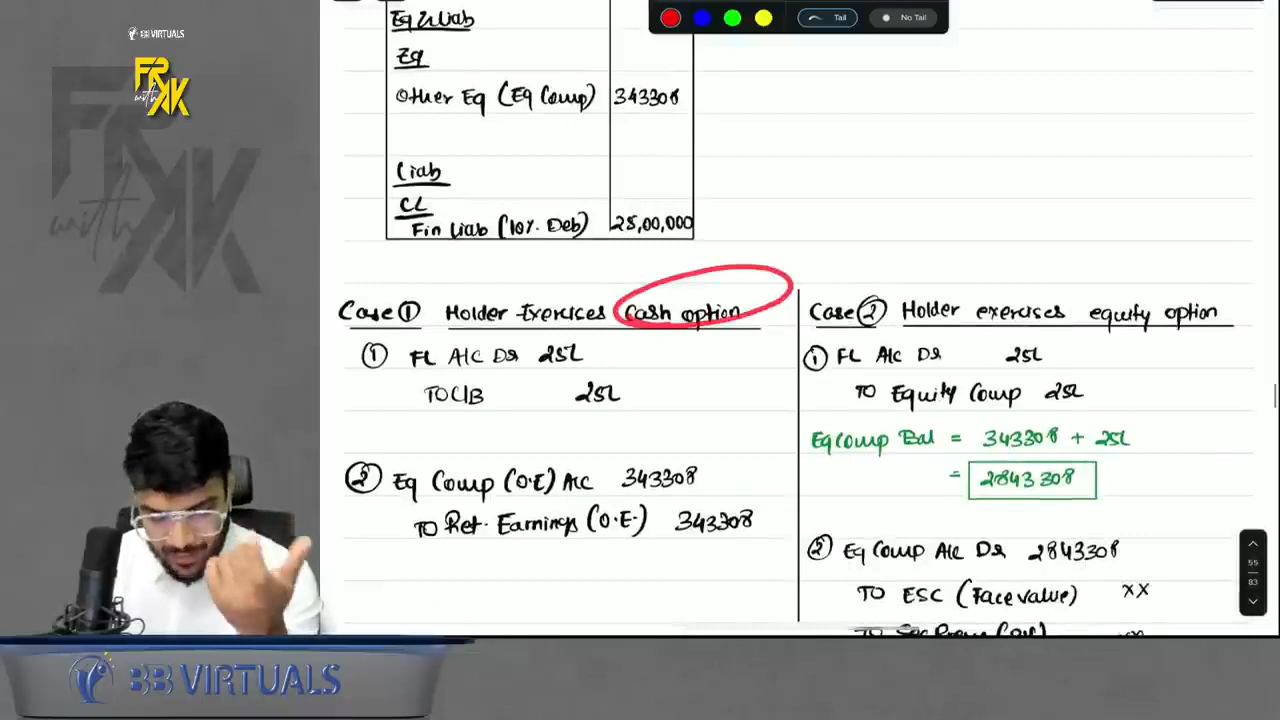 BB VIRTUALS
FR
with
KK
Tail
No Tail
Eq & Liab
Eq
Other Eq (Eq Comp) 343308
Liab
CL
Fin Liab (10%. Deb) 25,00,000
Case ① Holder Exercises Cash option
① FL A/C Dr 25L
TO C/B 25L
② Eq Comp (O.E) A/C 343308
TO Ret. Earnings (O.E.) 343308
Case ② Holder exercises equity option
① FL A/C Dr 25L
TO Equity Comp 25L
Eq Comp Bal = 343308 + 25L
= 2843308
② Eq Comp A/C Dr 2843308
TO ESC (Face value) XX
55
83
BB VIRTUALS